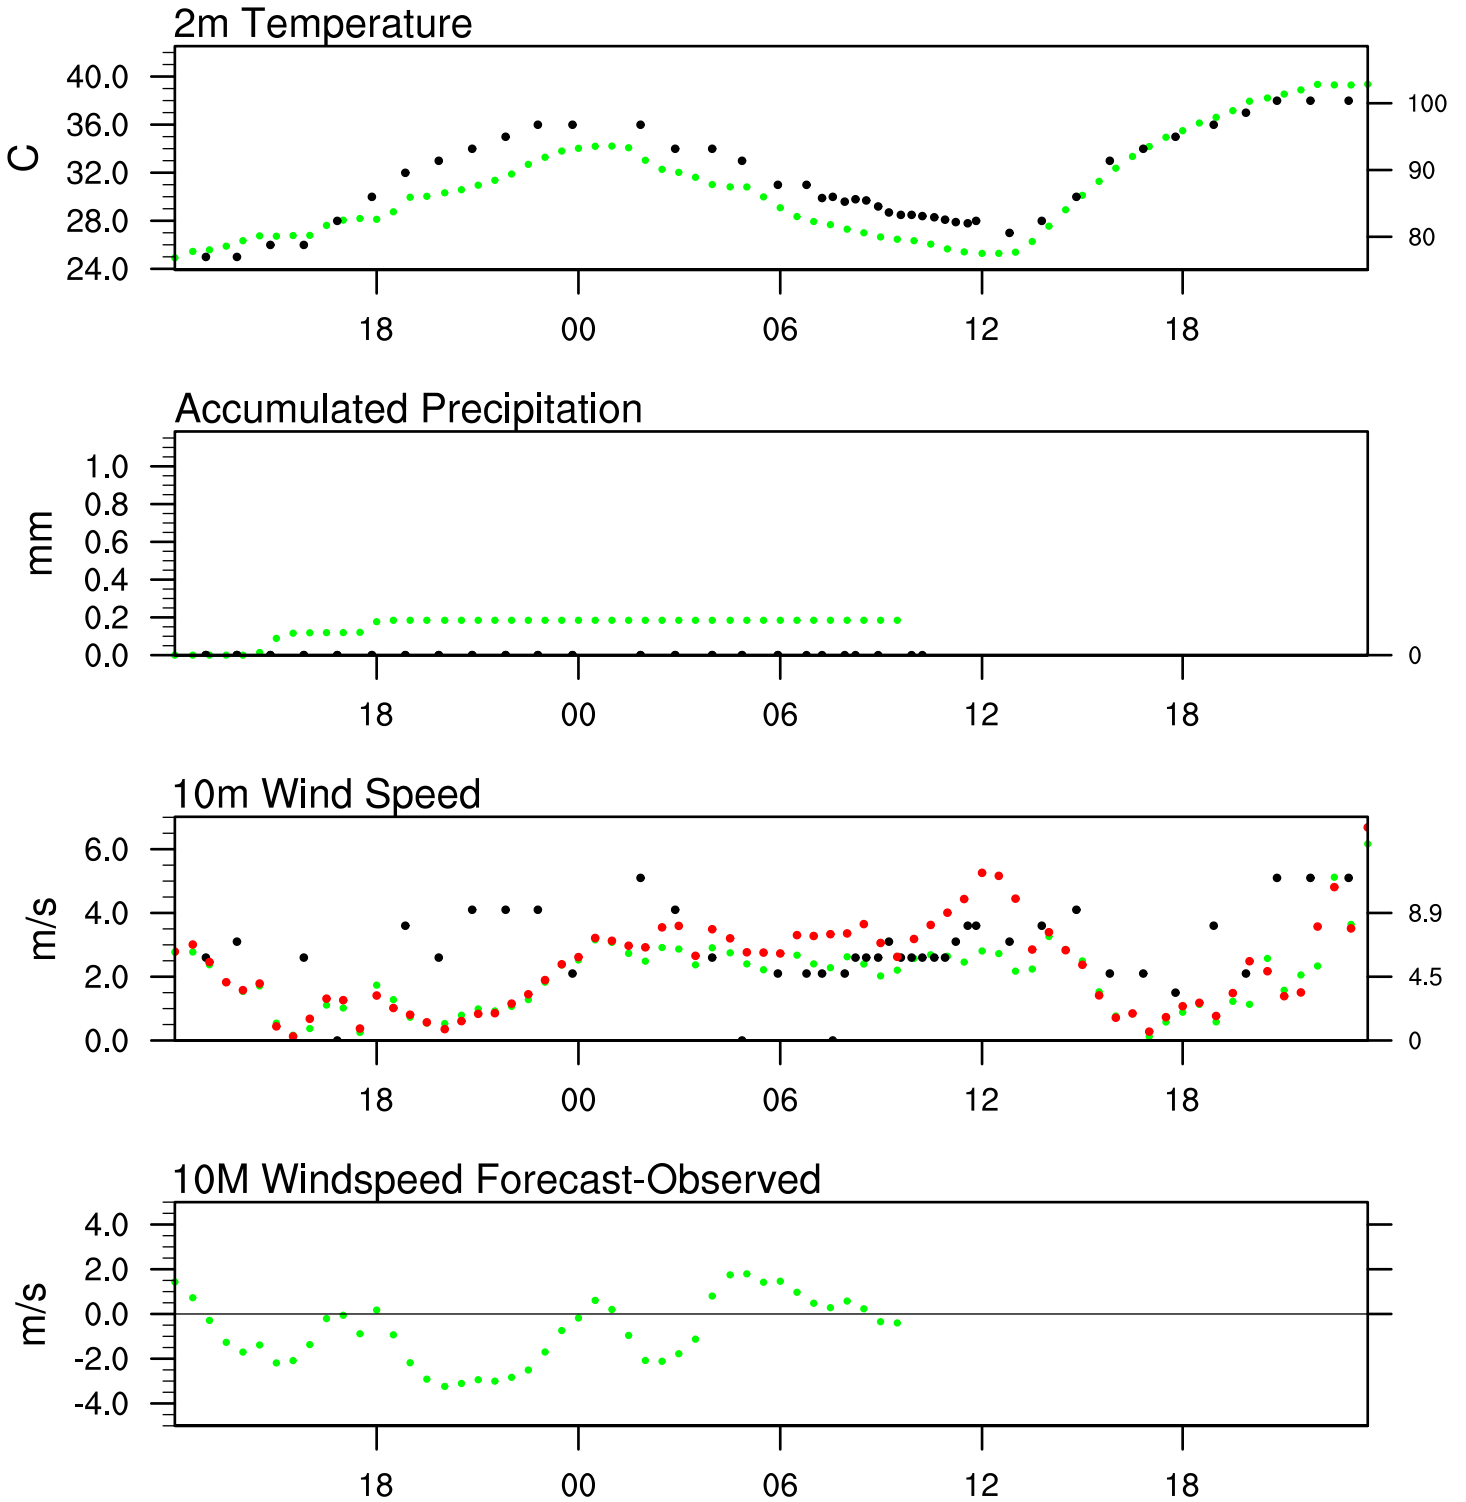 2m Temperature
40.0
36.0
32.0
28.0
24.0
C
100
90
80
18 00 06 12 18
Accumulated Precipitation
1.0
0.8
0.6
0.4
0.2
0.0
mm
0
18 00 06 12 18
10m Wind Speed
6.0
4.0
2.0
0.0
m/s
8.9
4.5
0
18 00 06 12 18
10M Windspeed Forecast-Observed
4.0
2.0
0.0
-2.0
-4.0
m/s
18 00 06 12 18